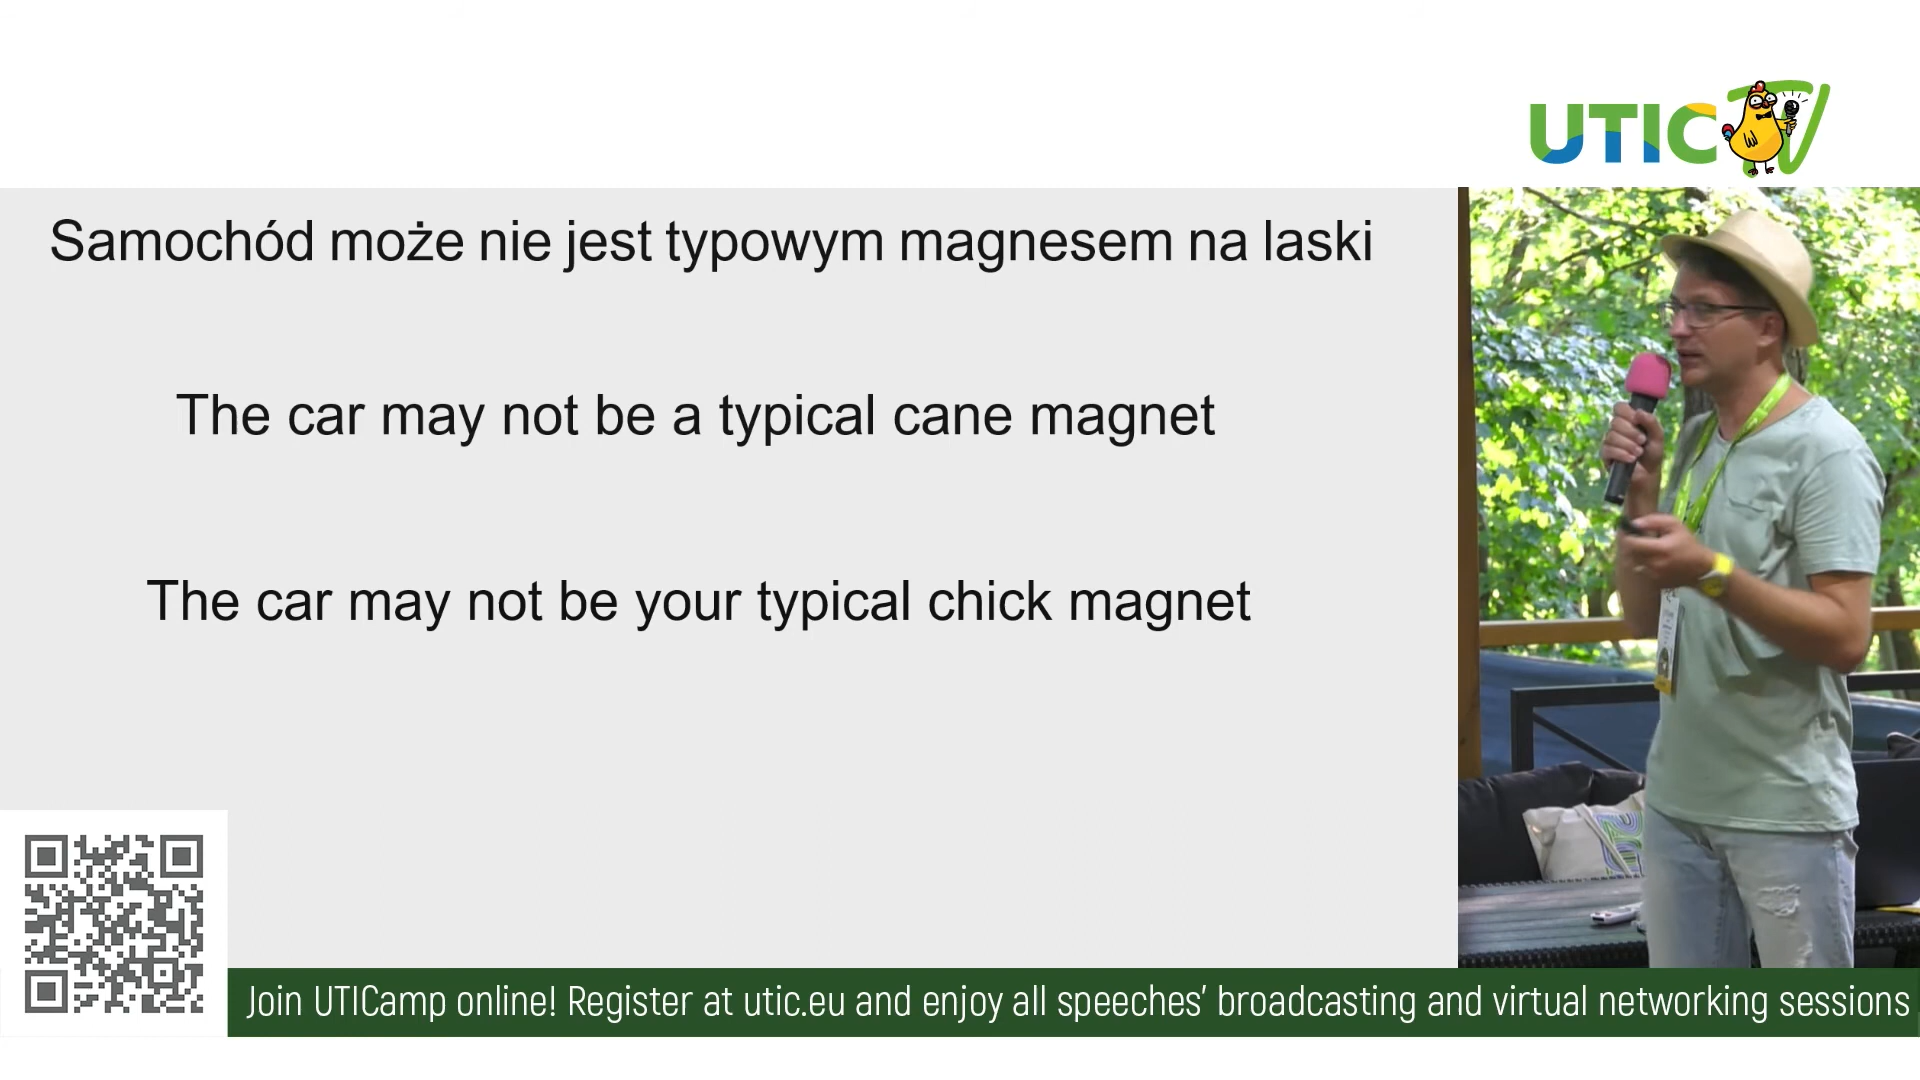 UTIC TV
Samochód może nie jest typowym magnesem na laski
The car may not be a typical cane magnet
The car may not be your typical chick magnet
Join UTICamp online! Register at utic.eu and enjoy all speeches’ broadcasting and virtual networking sessions